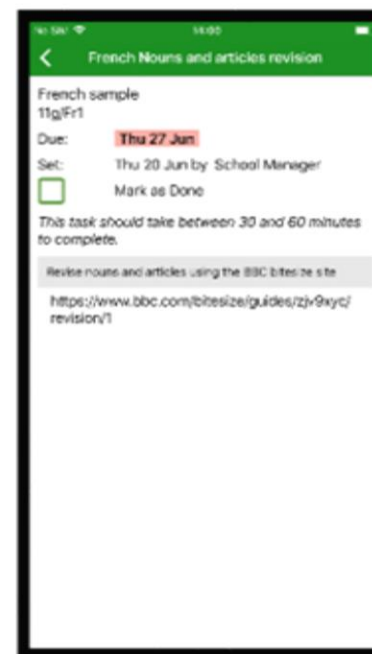 No SIM 14:00
French Nouns and articles revision
French sample
11g/Fr1
Due: Thu 27 Jun
Set: Thu 20 Jun by School Manager
Mark as Done
This task should take between 30 and 60 minutes
to complete.
Revise nouns and articles using the BBC bitesize site
https://www.bbc.com/bitesize/guides/zjv9xyc/
revision/1